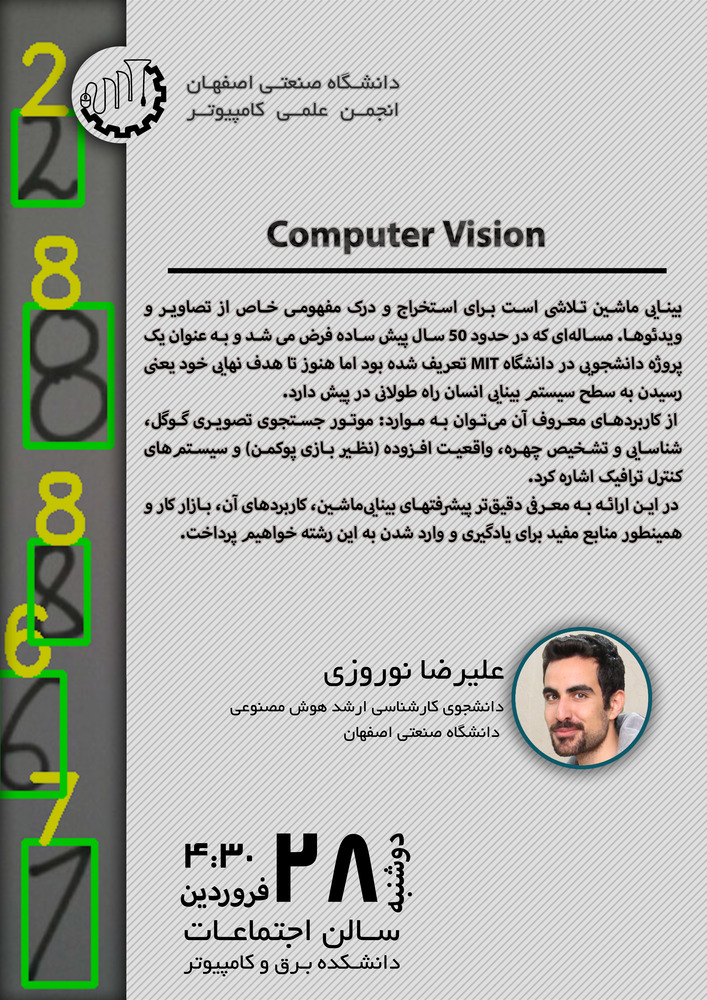 دانشگاه صنعتی اصفهان
انجمن علمی کامپیوتر
Computer Vision
بینایی ماشین تلاشی است برای استخراج و درک مفهومی خاص از تصاویر و
ویدئوها. مساله‌ای که در حدود 50 سال پیش ساده فرض می شد و به عنوان یک
پروژه دانشجویی در دانشگاه MIT تعریف شده بود اما هنوز تا هدف نهایی خود یعنی
رسیدن به سطح سیستم بینایی انسان راه طولانی در پیش دارد.
از کاربردهای معروف آن می‌توان به موارد: موتور جستجوی تصویری گوگل،
شناسایی و تشخیص چهره، واقعیت افزوده (نظیر بازی پوکمن) و سیستم‌های
کنترل ترافیک اشاره کرد.
در این ارائه به معرفی دقیق‌تر پیشرفتهای بینایی‌ماشین، کاربردهای آن، بازار کار و
همینطور منابع مفید برای یادگیری و وارد شدن به این رشته خواهیم پرداخت.
علیرضا نوروزی
دانشجوی کارشناسی ارشد هوش مصنوعی
دانشگاه صنعتی اصفهان
دوشنبه ۲۸ فروردین ۴:۳۰
سالن اجتماعات
دانشکده برق و کامپیوتر
2
2
8
8
8
8
6
6
7
7